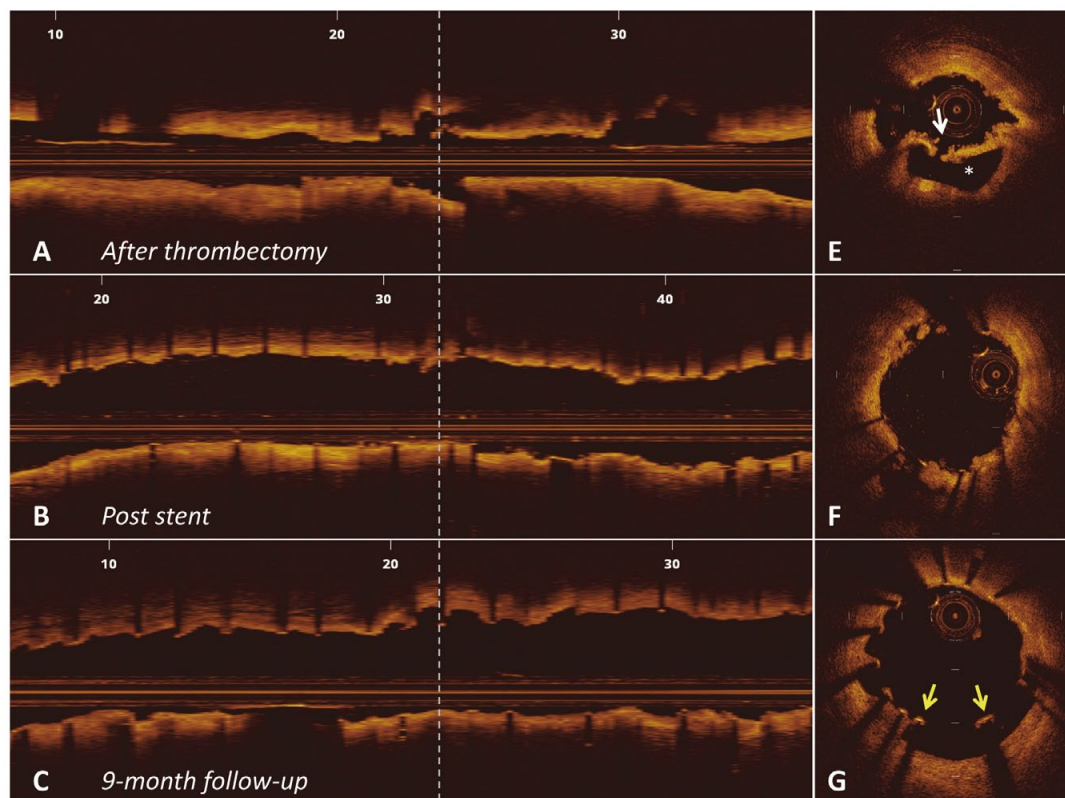 10 20 30
A After thrombectomy
E
*
20 30 40
B Post stent
F
10 20 30
C 9-month follow-up
G